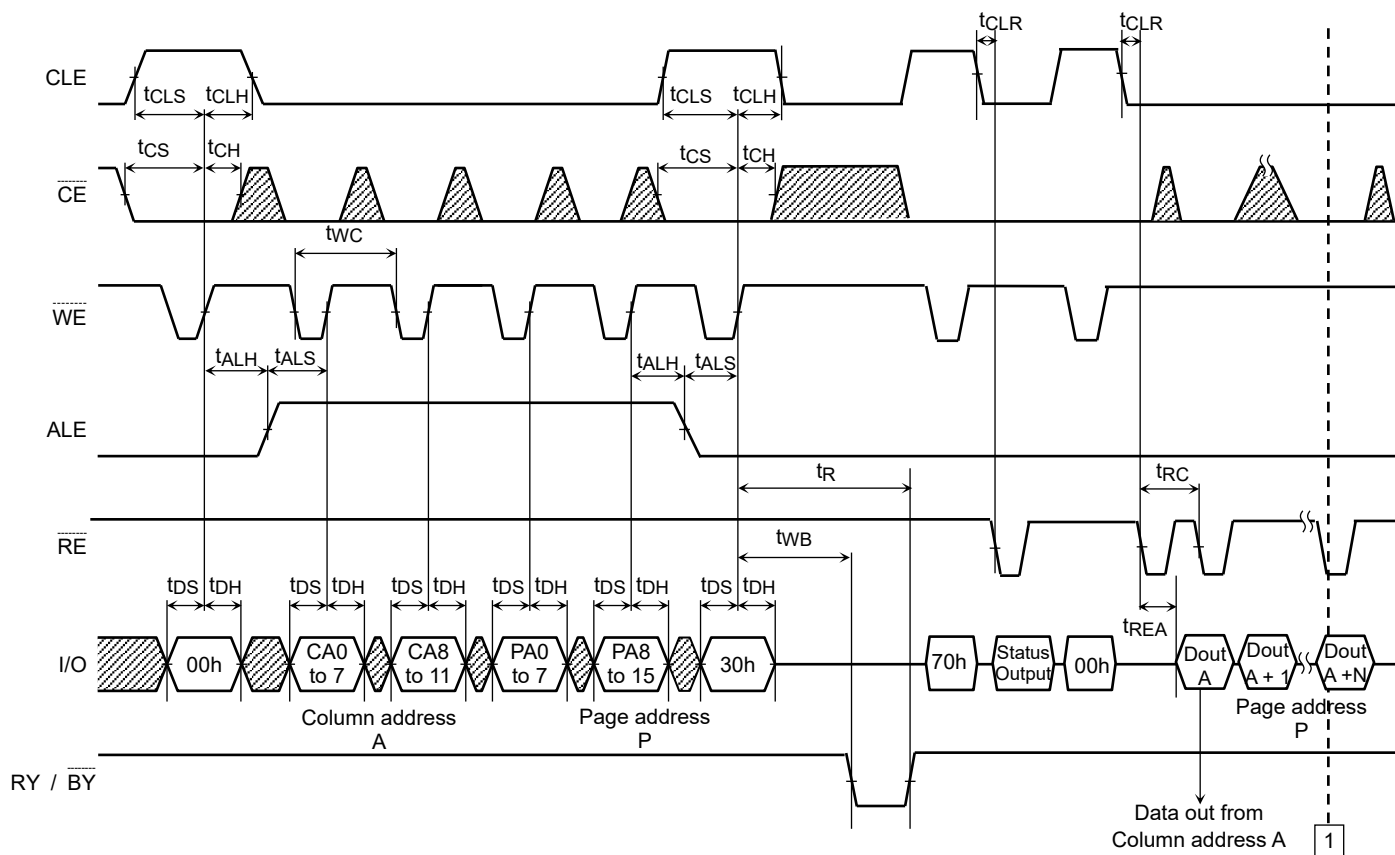 tCLR tCLR
CLE
tCLS tCLH tCLS tCLH
tCS tCH tCS tCH
CE
tWC
WE
tALH tALS tALH tALS
ALE
tR tRC
RE
tWB
tDS tDH tDS tDH tDS tDH tDS tDH tDS tDH tDS tDH
tREA
I/O
00h
CA0
to 7
CA8
to 11
PA0
to 7
PA8
to 15
30h
70h
Status
Output
00h
Dout
A
Dout
A + 1
Dout
A +N
Column address
A
Page address
P
Page address
P
RY / BY
Data out from
Column address A
1